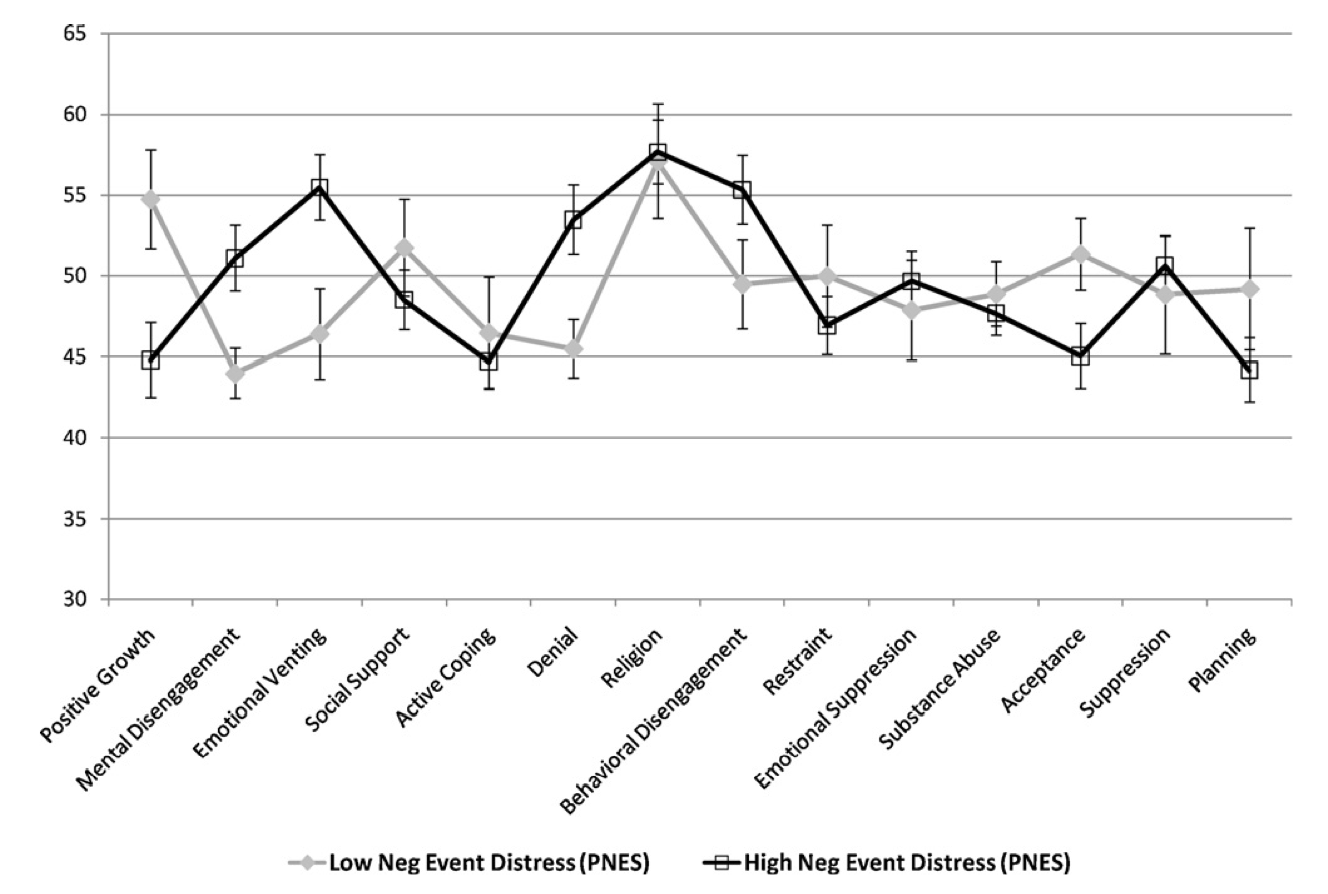 65
60
55
50
45
40
35
30
Positive Growth
Mental Disengagement
Emotional Venting
Social Support
Active Coping
Denial
Religion
Behavioral Disengagement
Restraint
Emotional Suppression
Substance Abuse
Acceptance
Suppression
Planning
Low Neg Event Distress (PNES)
High Neg Event Distress (PNES)